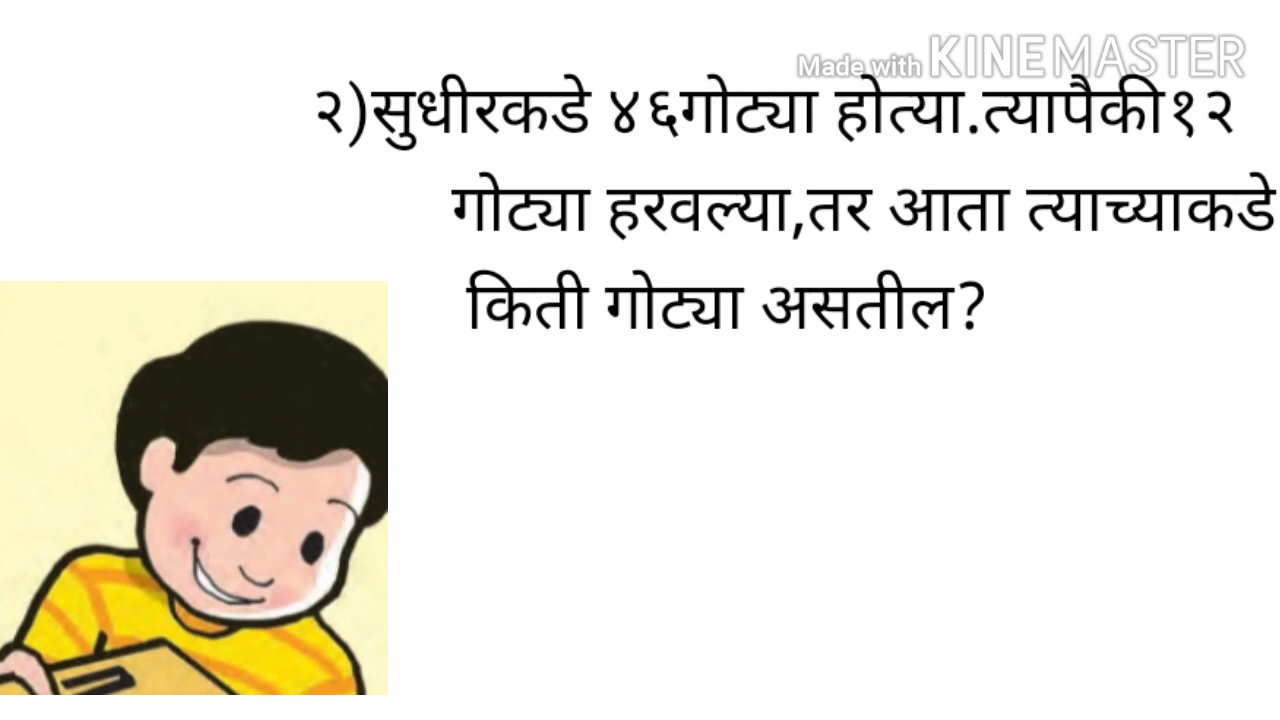 Made with KINEMASTER
२)सुधीरकडे ४६गोट्या होत्या.त्यापैकी१२
गोट्या हरवल्या,तर आता त्याच्याकडे
किती गोट्या असतील?